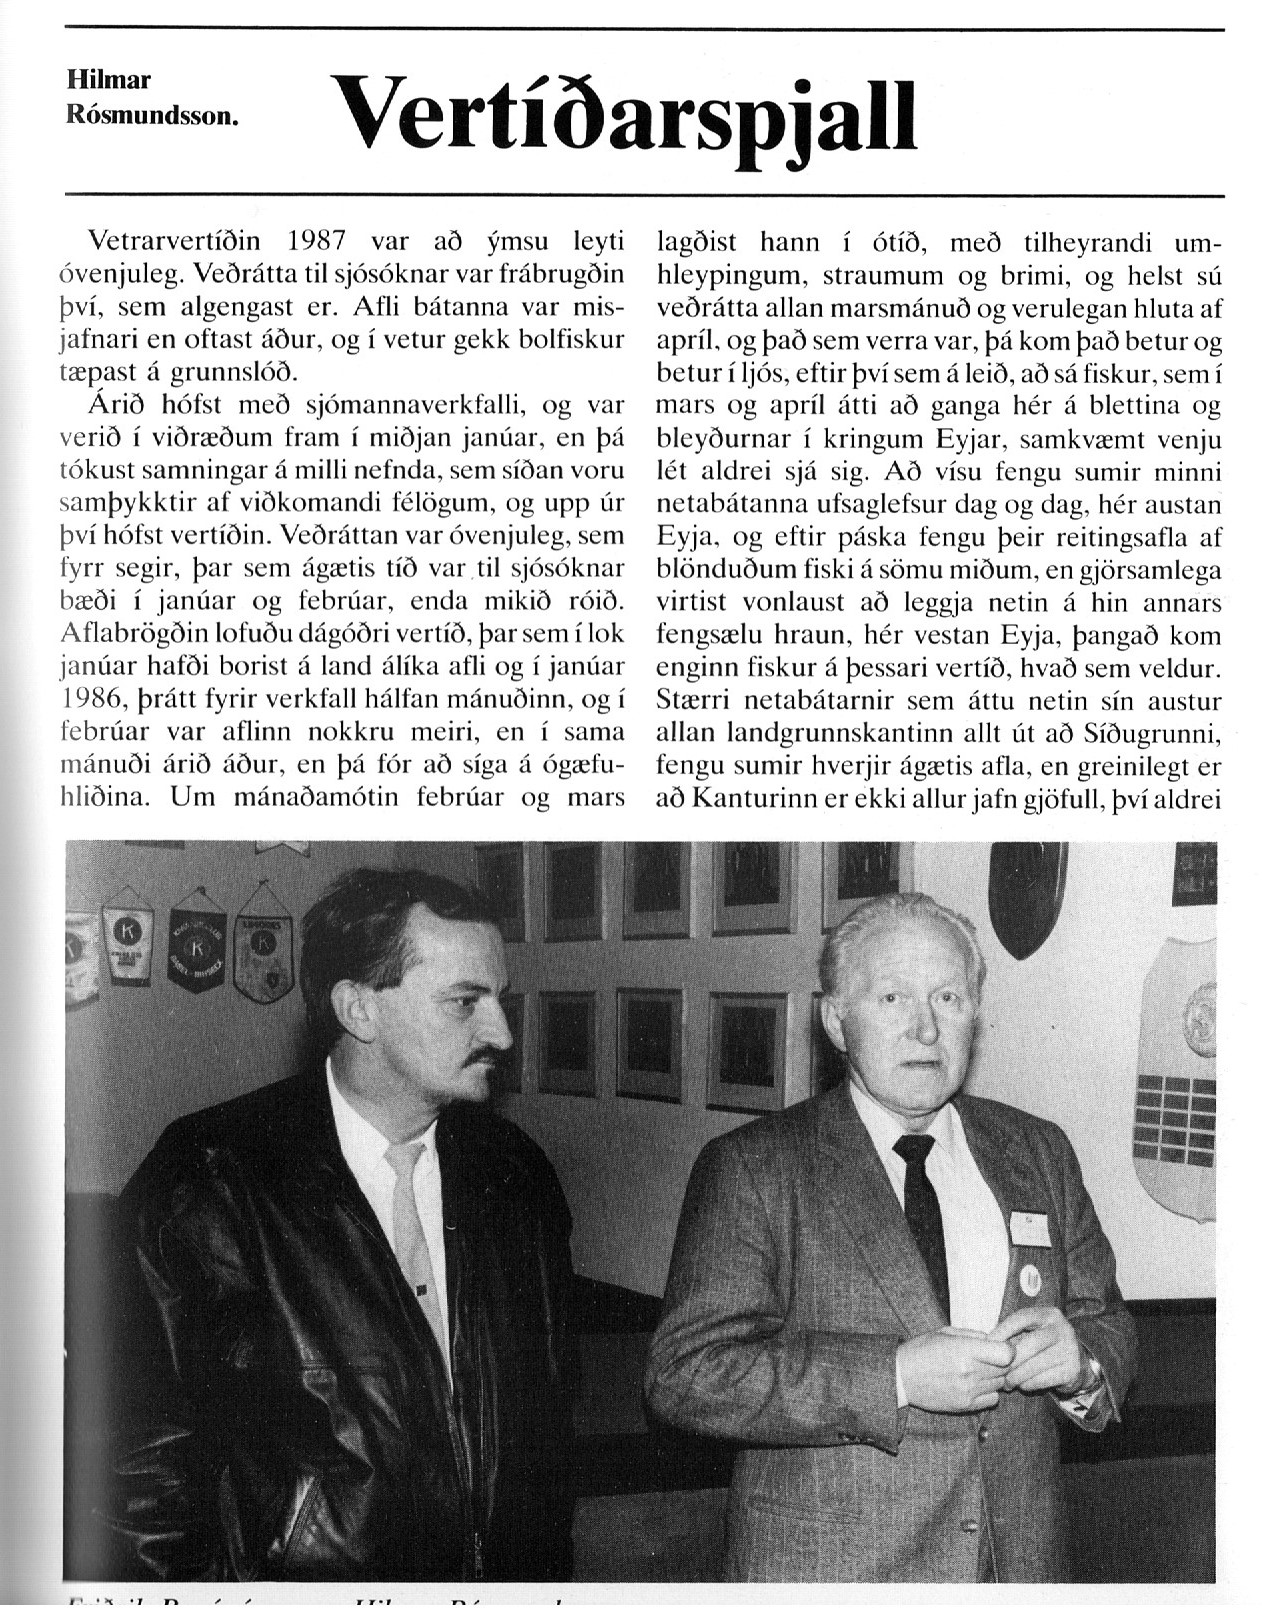 Hilmar
Rósmundsson.
Vertíðarspjall
Vetrarvertíðin 1987 var að ýmsu leyti
óvenjuleg. Veðrátta til sjósóknar var frábrugðin
því, sem algengast er. Afli bátanna var mis-
jafnari en oftast áður, og í vetur gekk bolfiskur
tæpast á grunnslóð.
Árið hófst með sjómannaverkfalli, og var
verið í viðræðum fram í miðjan janúar, en þá
tókust samningar á milli nefnda, sem síðan voru
samþykktir af viðkomandi félögum, og upp úr
því hófst vertíðin. Veðráttan var óvenjuleg, sem
fyrr segir, þar sem ágætis tíð var til sjósóknar
bæði í janúar og febrúar, enda mikið róið.
Aflabrögðin lofuðu dágóðri vertíð, þar sem í lok
janúar hafði borist á land álíka afli og í janúar
1986, þrátt fyrir verkfall hálfan mánuðinn, og í
febrúar var aflinn nokkru meiri, en í sama
mánuði árið áður, en þá fór að síga á ógæfu-
hliðina. Um mánaðamótin febrúar og mars
lagðist hann í ótíð, með tilheyrandi um-
hleypingum, straumum og brimi, og helst sú
veðrátta allan marsmánuð og verulegan hluta af
apríl, og það sem verra var, þá kom það betur og
betur í ljós, eftir því sem á leið, að sá fiskur, sem í
mars og apríl átti að ganga hér á blettina og
bleyðurnar í kringum Eyjar, samkvæmt venju
lét aldrei sjá sig. Að vísu fengu sumir minni
netabátanna ufsaglefsur dag og dag, hér austan
Eyja, og eftir páska fengu þeir reitingsafla af
blönduðum fiski á sömu miðum, en gjörsamlega
virtist vonlaust að leggja netin á hin annars
fengsælu hraun, hér vestan Eyja, þangað kom
enginn fiskur á þessari vertíð, hvað sem veldur.
Stærri netabátarnir sem áttu netin sín austur
allan landgrunnskantinn allt út að Síðugrunni,
fengu sumir hverjir ágætis afla, en greinilegt er
að Kanturinn er ekki allur jafn gjöfull, því aldrei
K
K
K